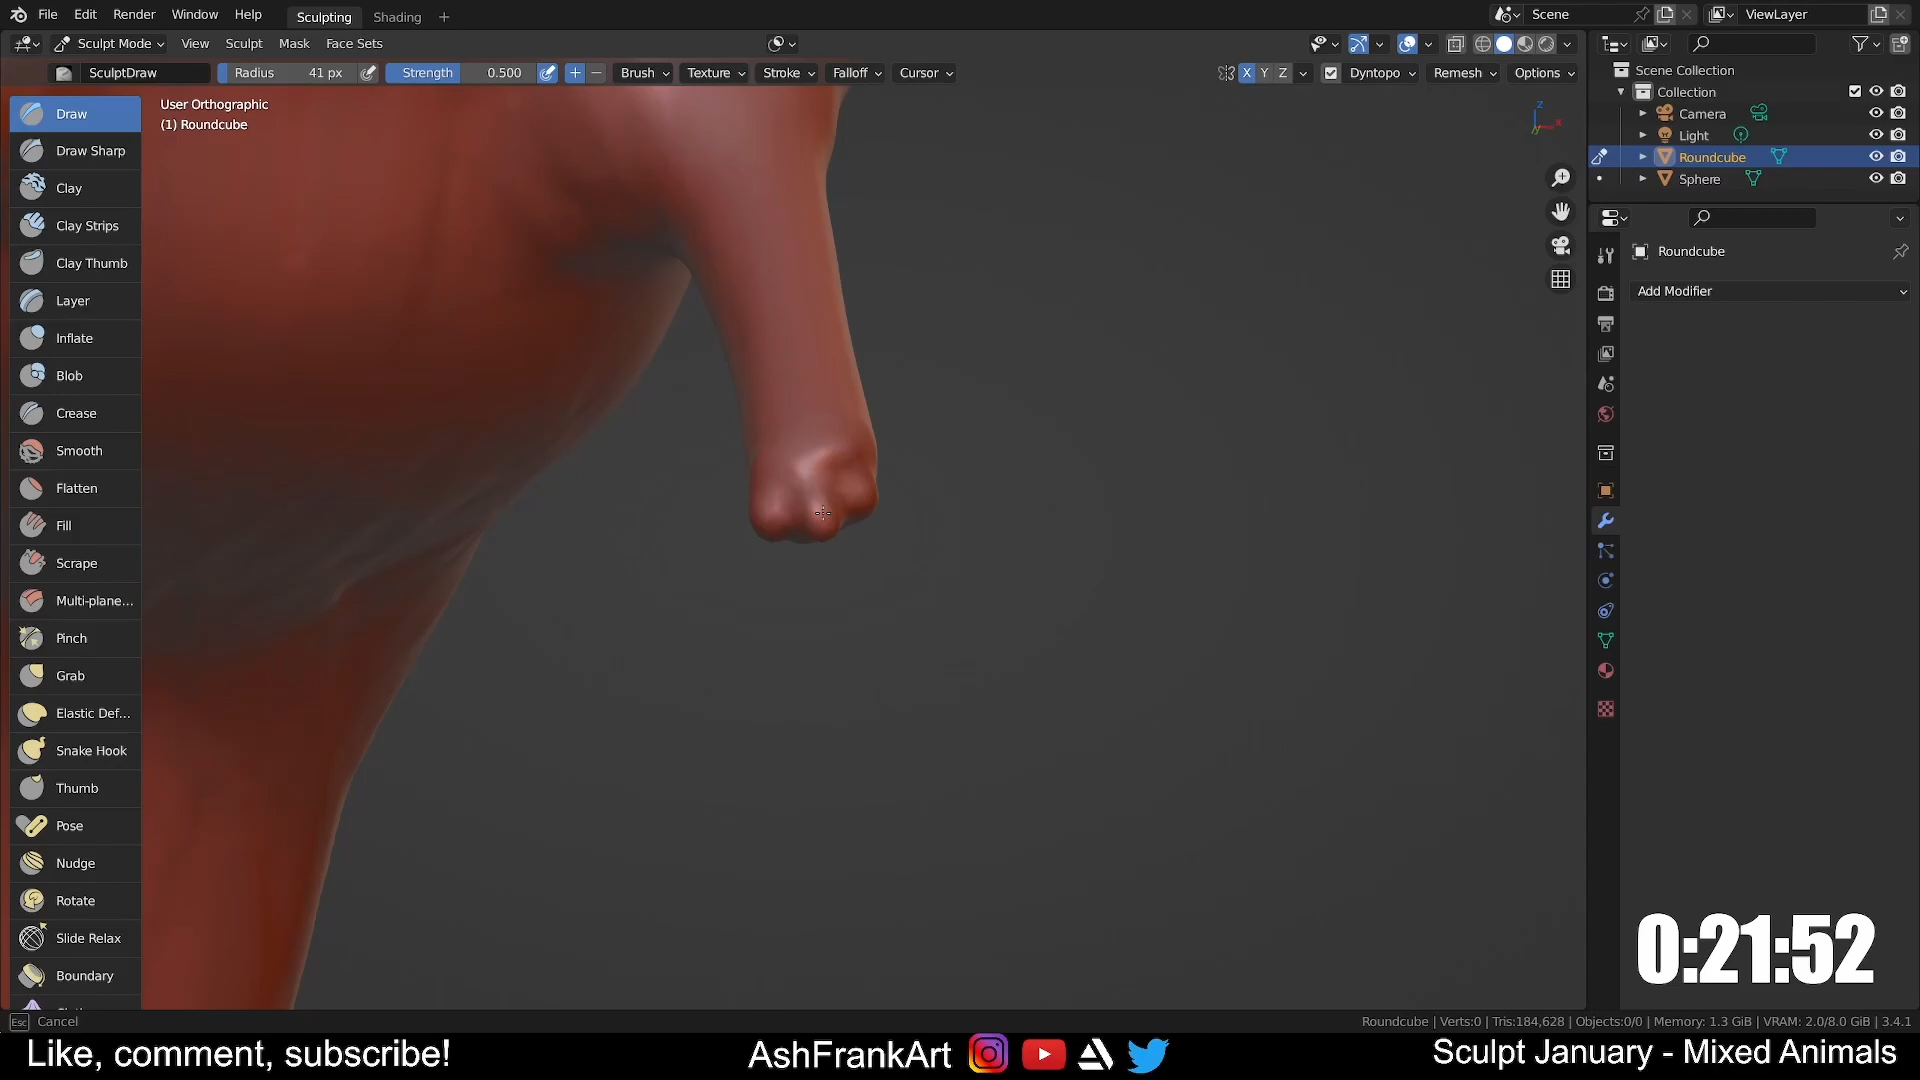 File Edit Render Window Help Sculpting Shading + Scene ViewLayer
Sculpt Mode View Sculpt Mask Face Sets
SculptDraw Radius 41 px Strength 0.500 + − Brush Texture Stroke Falloff Cursor X Y Z Dyntopo Remesh Options
Scene Collection
Collection
Camera
Light
Roundcube
Sphere
User Orthographic
(1) Roundcube
Z
X
Y
Draw
Draw Sharp
Clay
Clay Strips
Clay Thumb
Layer
Inflate
Blob
Crease
Smooth
Flatten
Fill
Scrape
Multi-plane...
Pinch
Grab
Elastic Def...
Snake Hook
Thumb
Pose
Nudge
Rotate
Slide Relax
Boundary
Roundcube
Add Modifier
0:21:52
Esc Cancel
Roundcube | Verts:0 | Tris:184,628 | Objects:0/0 | Memory: 1.3 GiB | VRAM: 2.0/8.0 GiB | 3.4.1
Like, comment, subscribe!
AshFrankArt
Sculpt January - Mixed Animals